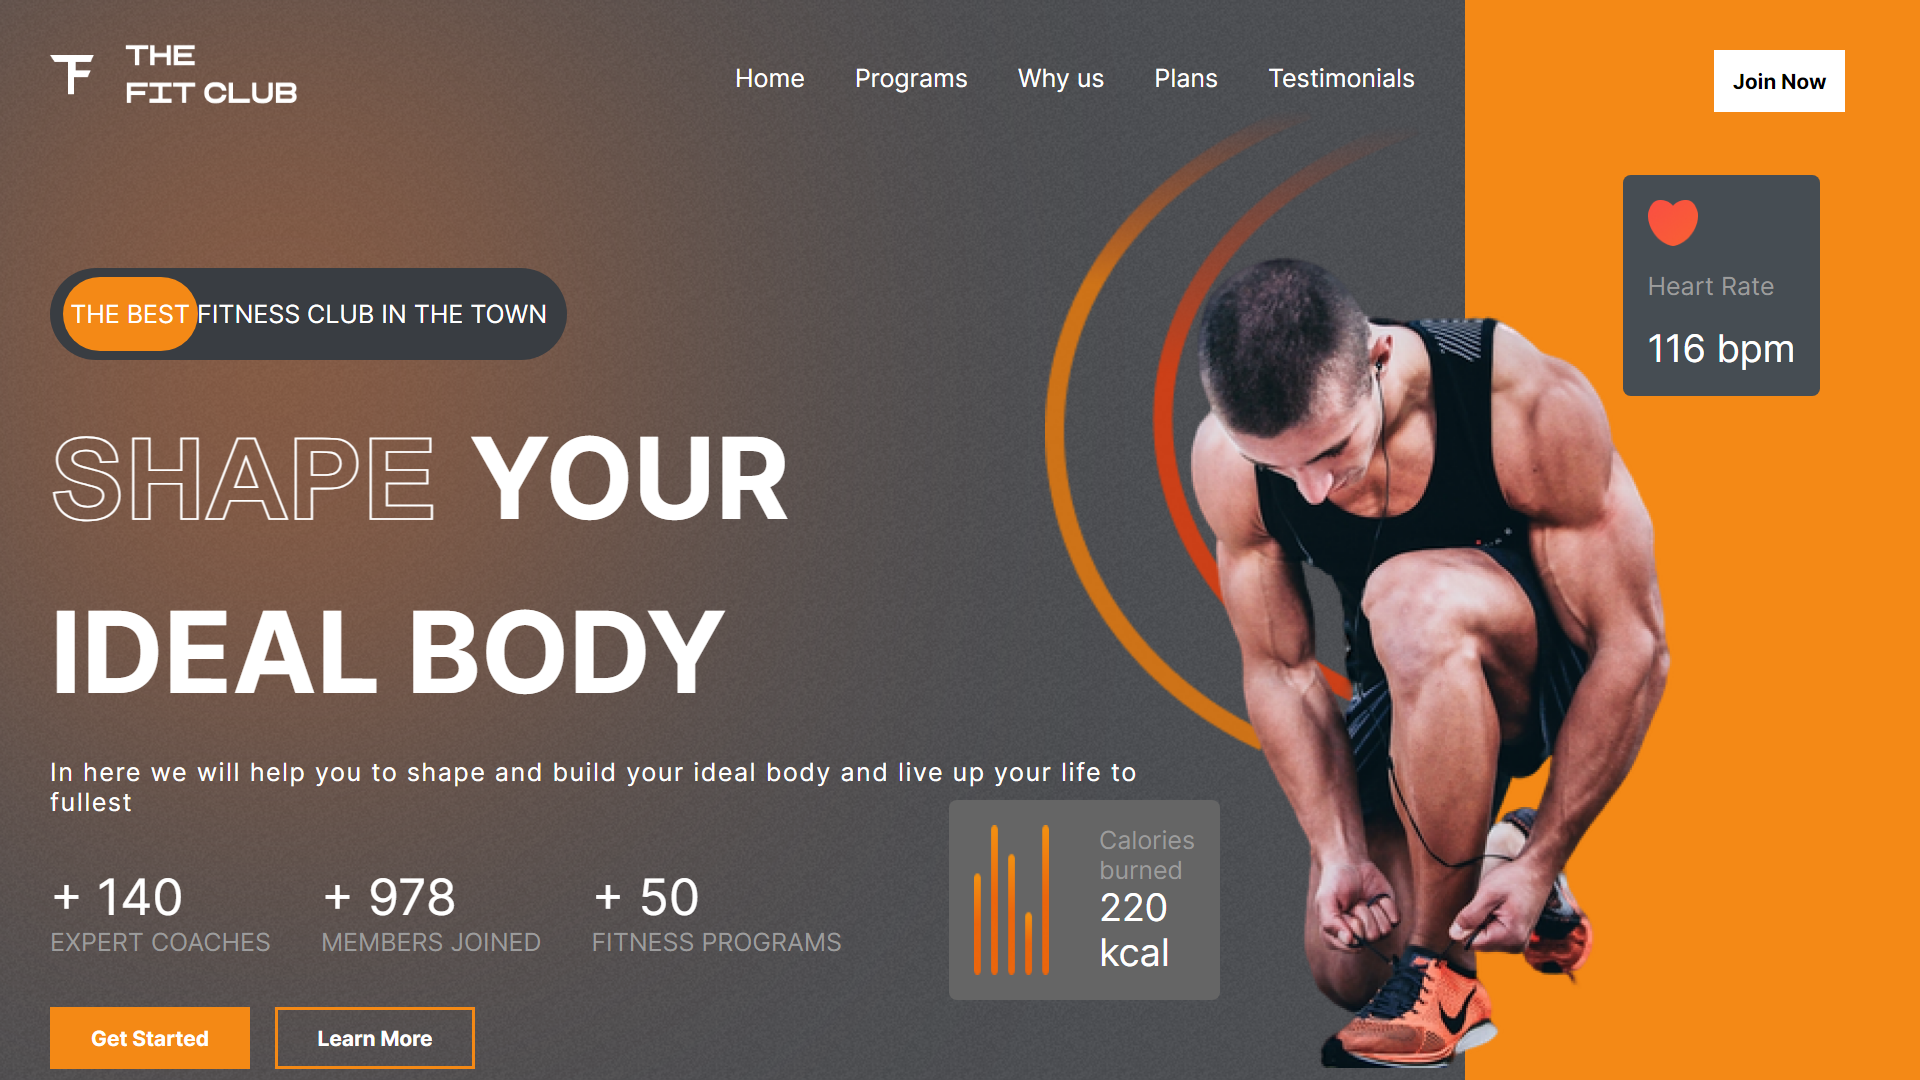 THE
FIT CLUB
Home Programs Why us Plans Testimonials
Join Now
Heart Rate
116 bpm
THE BEST FITNESS CLUB IN THE TOWN
SHAPE YOUR
IDEAL BODY
In here we will help you to shape and build your ideal body and live up your life to
fullest
Calories
burned
220
kcal
+ 140
EXPERT COACHES
+ 978
MEMBERS JOINED
+ 50
FITNESS PROGRAMS
Get Started
Learn More